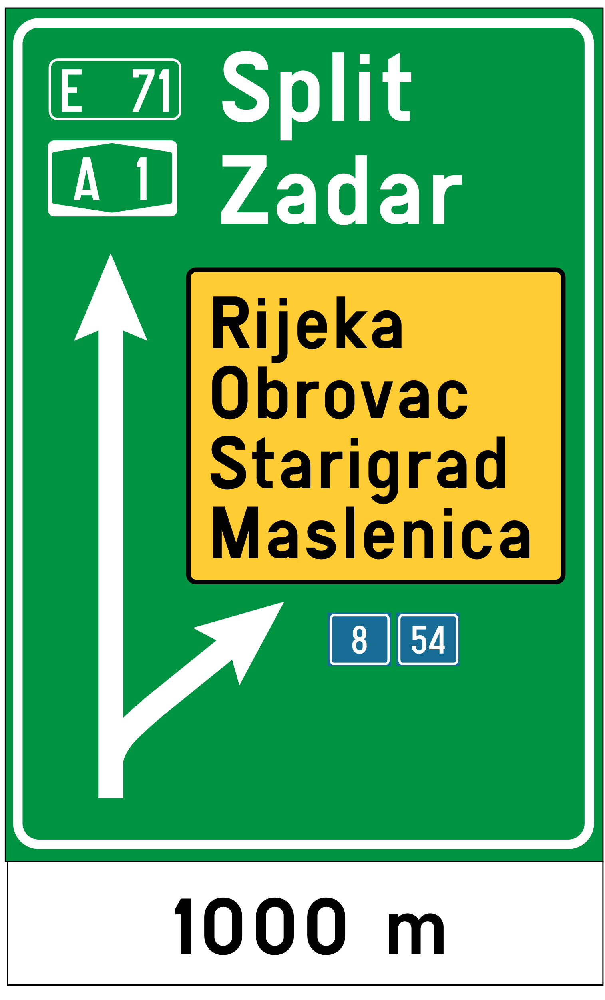 E 71
Split
A 1
Zadar
Rijeka
Obrovac
Starigrad
Maslenica
8 54
1000 m